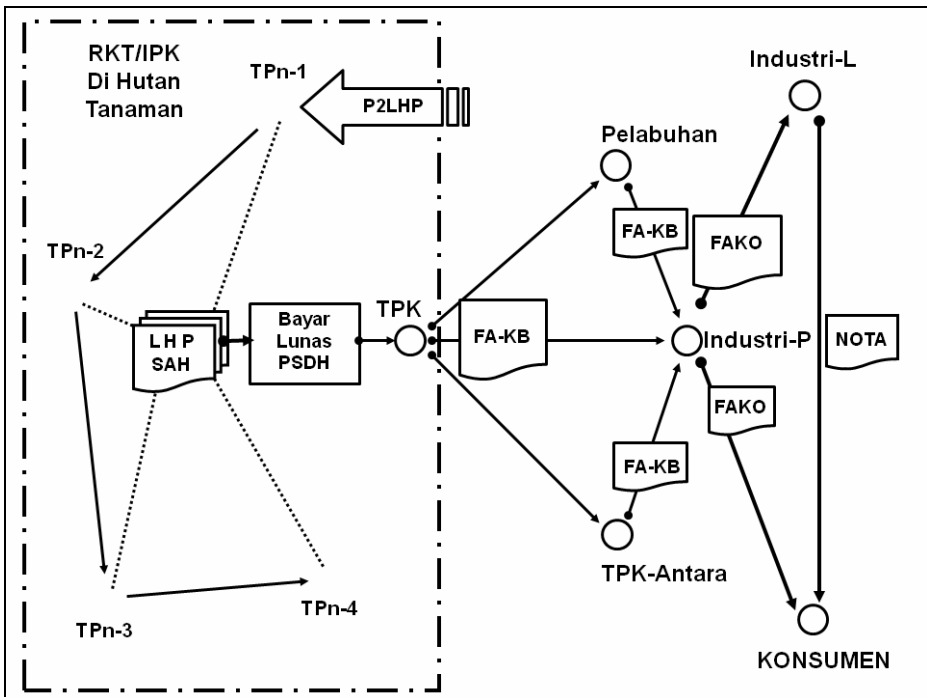 RKT/IPK
Di Hutan
Tanaman
TPn-1
P2LHP
TPn-2
L H P
SAH
Bayar
Lunas
PSDH
TPK
TPn-3
TPn-4
Industri-L
Pelabuhan
FA-KB
FAKO
FA-KB
Industri-P
NOTA
FAKO
FA-KB
TPK-Antara
KONSUMEN